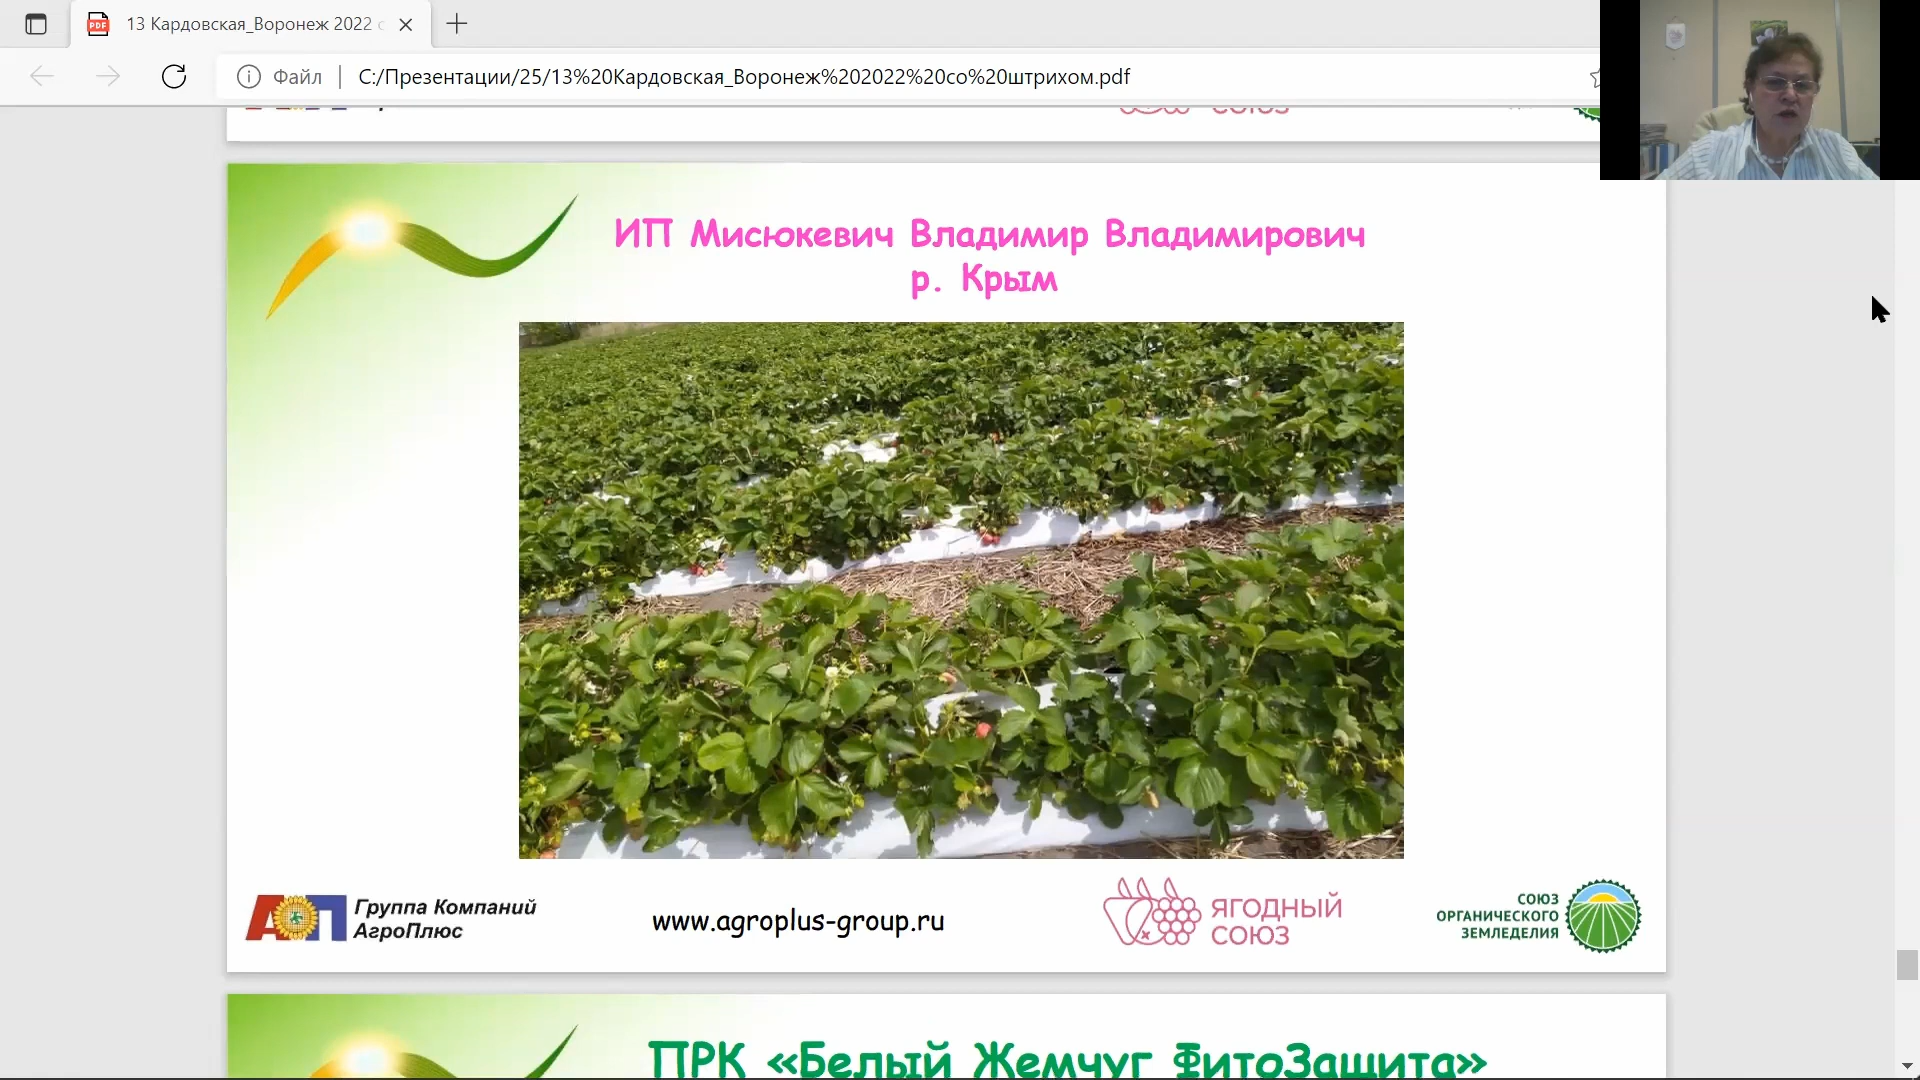 13 Кардовская_Воронеж 2022 с
Файл
C:/Презентации/25/13%20Кардовская_Воронеж%202022%20со%20штрихом.pdf
ИП Мисюкевич Владимир Владимирович
р. Крым
Группа Компаний
АгроПлюс
www.agroplus-group.ru
ЯГОДНЫЙ
СОЮЗ
СОЮЗ
ОРГАНИЧЕСКОГО
ЗЕМЛЕДЕЛИЯ
ПРК «Белый Жемчуг ФитоЗащита»